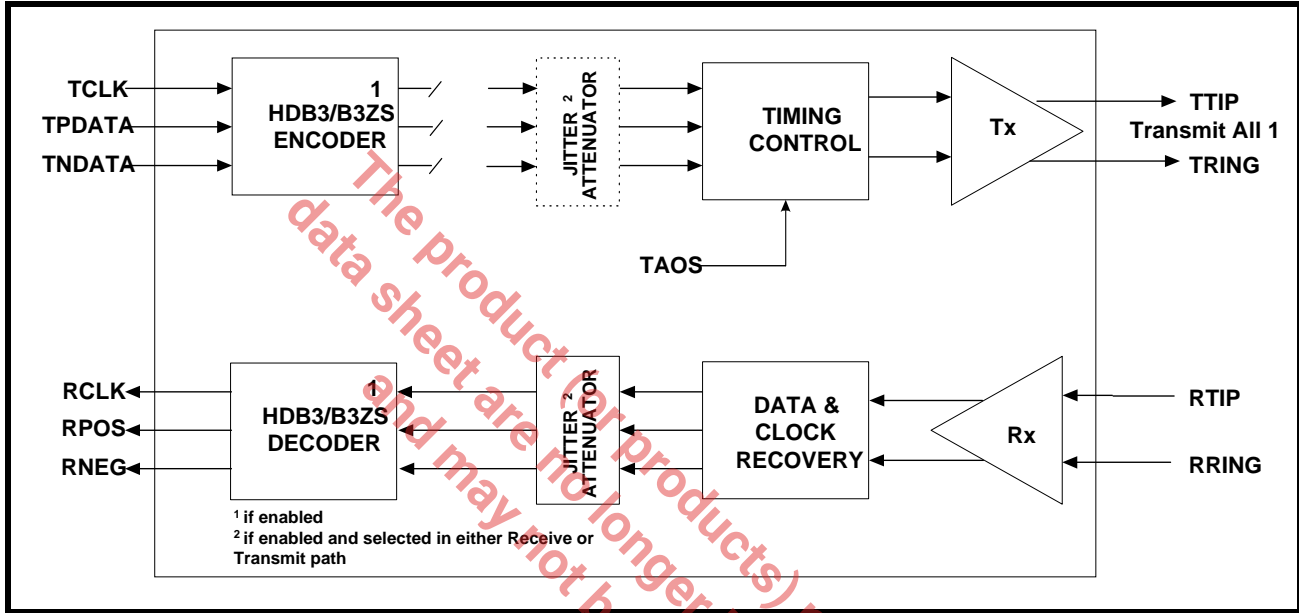 TCLK
TPDATA
TNDATA
1
HDB3/B3ZS
ENCODER
JITTER 2
ATTENUATOR
TIMING
CONTROL
Tx
TTIP
Transmit All 1
TRING
TAOS
RCLK
RPOS
RNEG
1
HDB3/B3ZS
DECODER
JITTER 2
ATTENUATOR
DATA &
CLOCK
RECOVERY
Rx
RTIP
RRING
1 if enabled
2 if enabled and selected in either Receive or
Transmit path
The product (or products)
data sheet are no longer
and may not